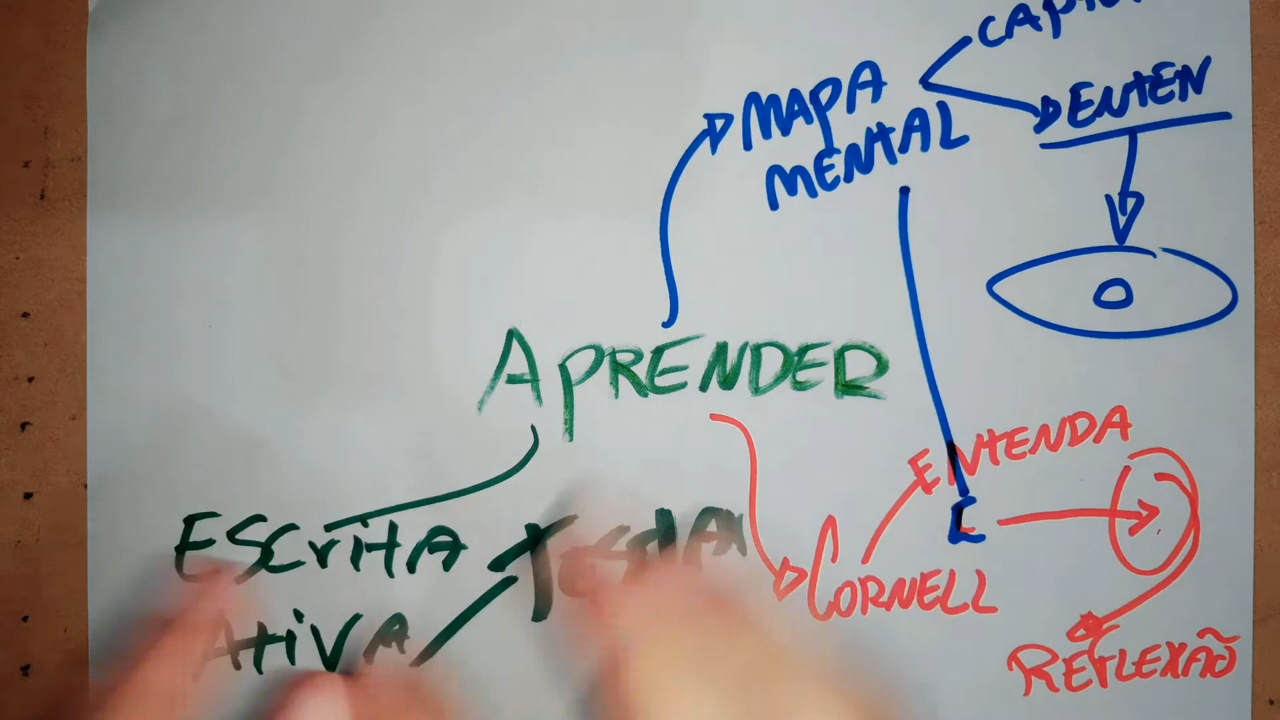 MAPA
MENTAL
ENTEN
APRENDER
ENTENDA
E
ESCRITA
ATIVA
CORNELL
REFLEXÃO